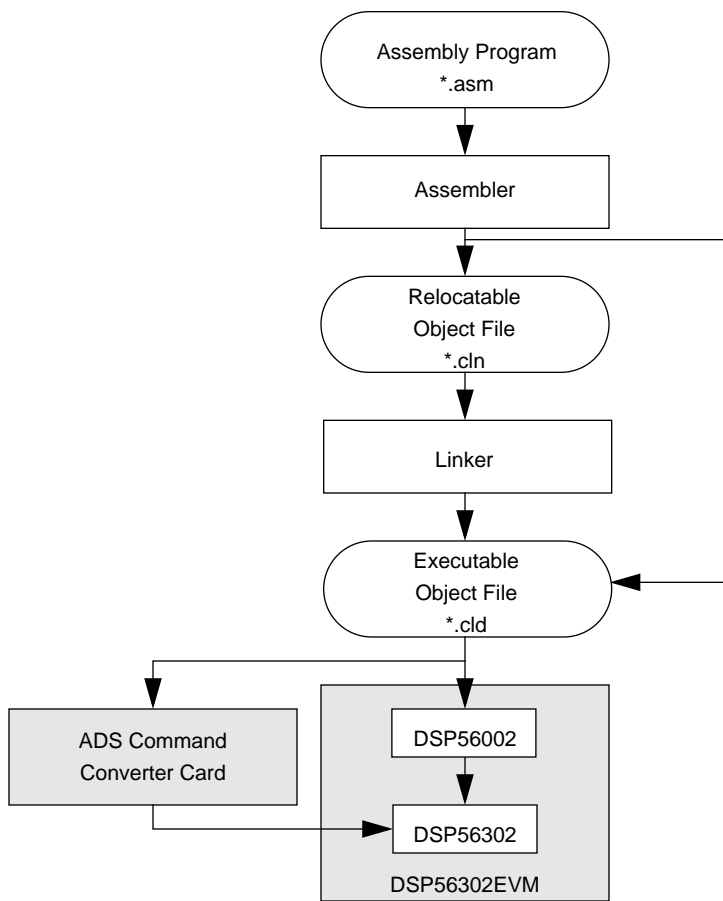 Assembly Program
*.asm
Assembler
Relocatable
Object File
*.cln
Linker
Executable
Object File
*.cld
ADS Command
Converter Card
DSP56002
DSP56302
DSP56302EVM